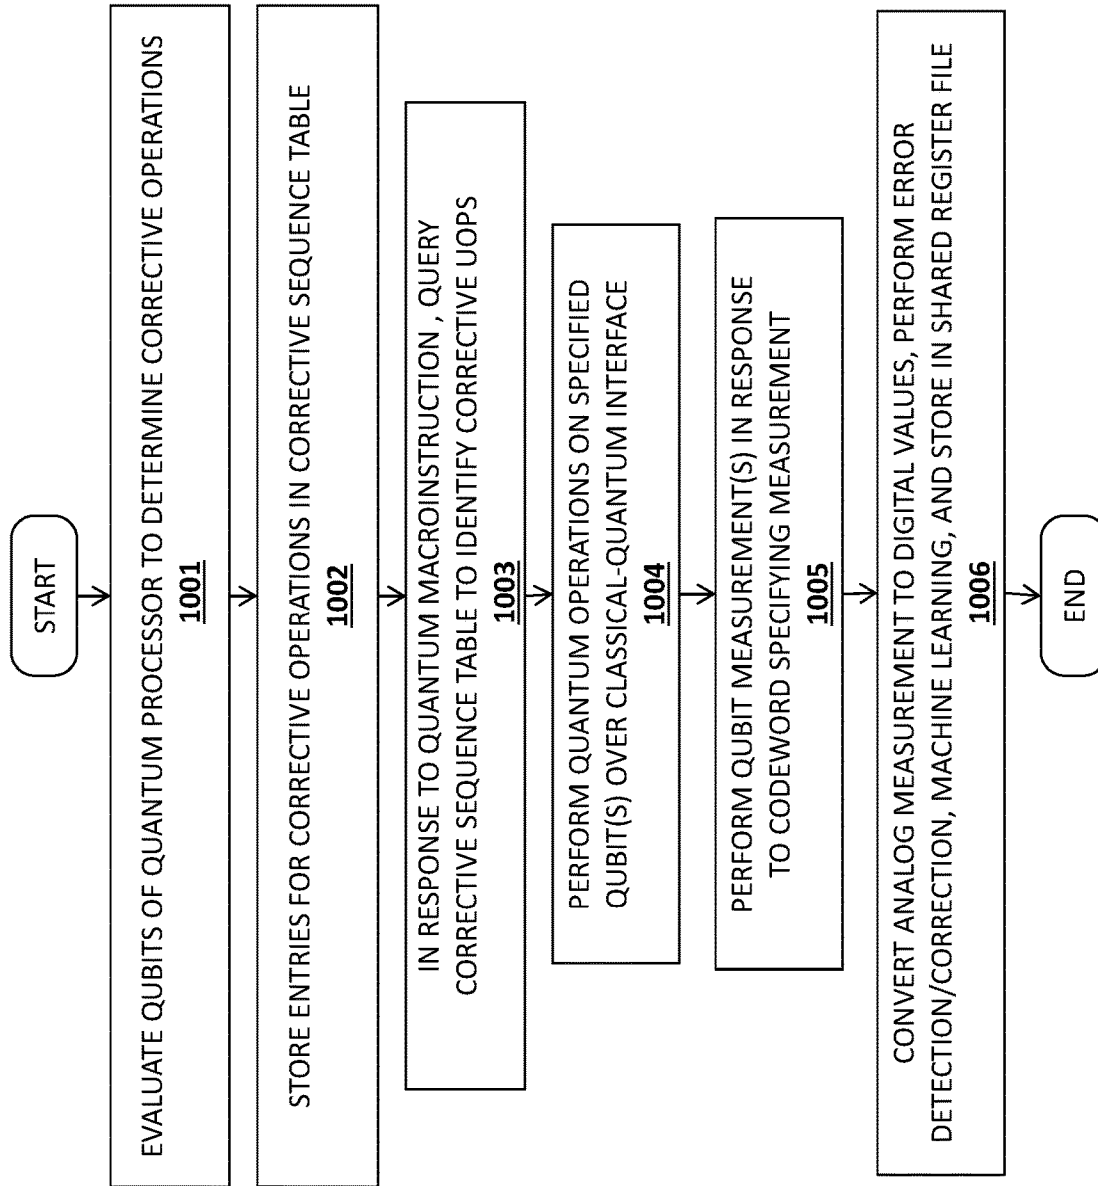 START
EVALUATE QUBITS OF QUANTUM PROCESSOR TO DETERMINE CORRECTIVE OPERATIONS
1001
STORE ENTRIES FOR CORRECTIVE OPERATIONS IN CORRECTIVE SEQUENCE TABLE
1002
IN RESPONSE TO QUANTUM MACROINSTRUCTION , QUERY
CORRECTIVE SEQUENCE TABLE TO IDENTIFY CORRECTIVE UOPS
1003
PERFORM QUANTUM OPERATIONS ON SPECIFIED
QUBIT(S) OVER CLASSICAL-QUANTUM INTERFACE
1004
PERFORM QUBIT MEASUREMENT(S) IN RESPONSE
TO CODEWORD SPECIFYING MEASUREMENT
1005
CONVERT ANALOG MEASUREMENT TO DIGITAL VALUES, PERFORM ERROR
DETECTION/CORRECTION, MACHINE LEARNING, AND STORE IN SHARED REGISTER FILE
1006
END